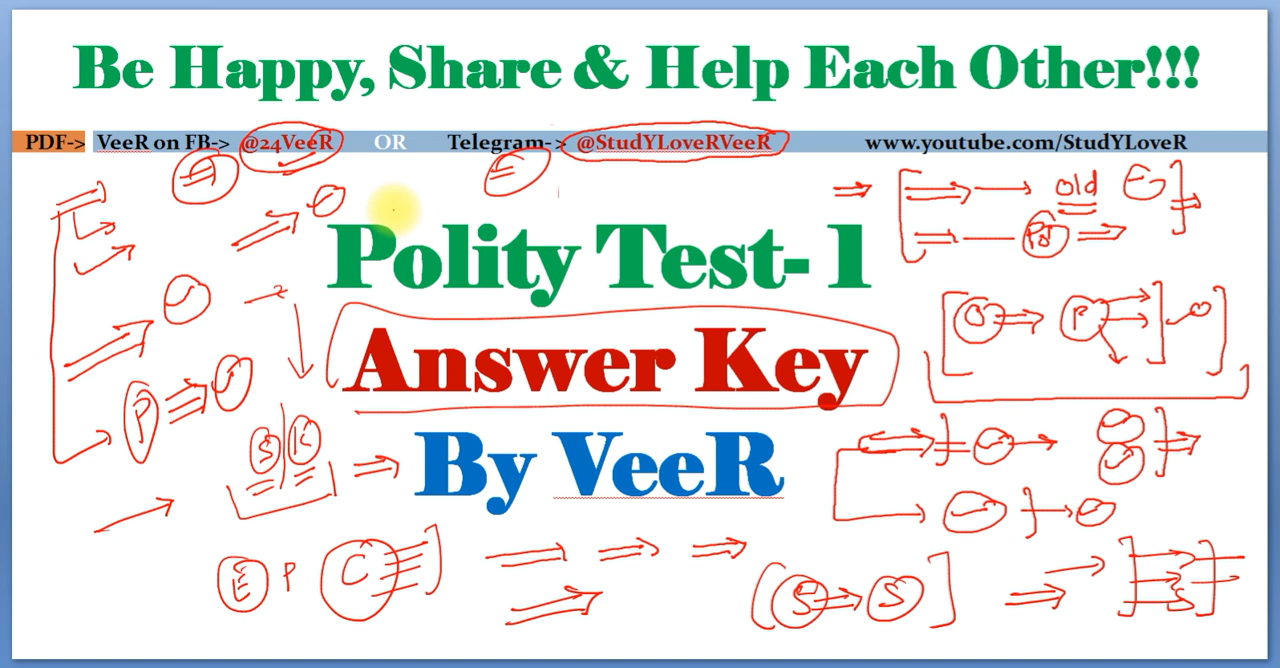 Be Happy, Share & Help Each Other!!!
PDF-> VeeR on FB-> @24VeeR OR Telegram-> @StudYLoveRVeeR www.youtube.com/StudYLoveR
old
Polity Test- 1
P
Answer Key
P
S K
By VeeR
E P C
S S